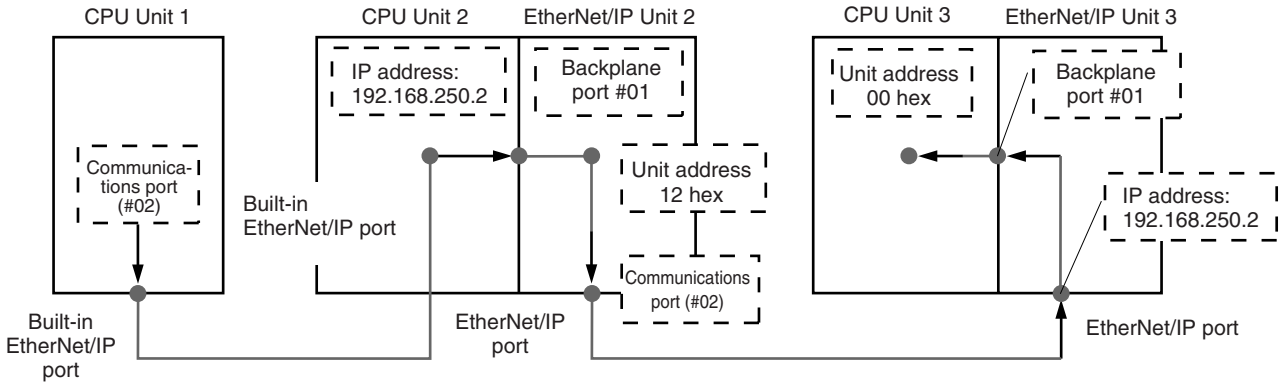 CPU Unit 1
CPU Unit 2
EtherNet/IP Unit 2
CPU Unit 3
EtherNet/IP Unit 3
IP address:
192.168.250.2
Backplane
port #01
Unit address
00 hex
Backplane
port #01
Communica-
tions port
(#02)
Built-in
EtherNet/IP port
Unit address
12 hex
IP address:
192.168.250.2
Communications
port (#02)
Built-in
EtherNet/IP
port
EtherNet/IP
port
EtherNet/IP port